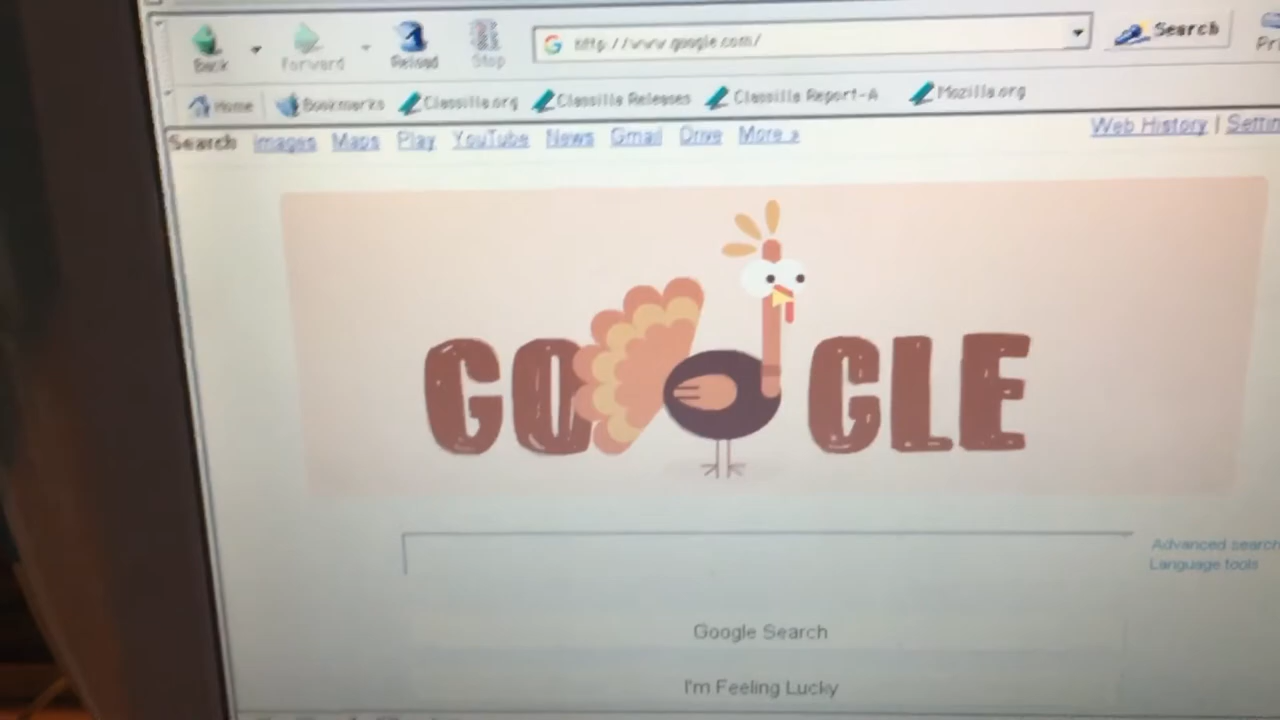 http://www.google.com/
Search
Back
Forward
Reload
Stop
Home
Bookmarks
Classilla.org
Classilla Releases
Classilla Report-A
Mozilla.org
Search Images Maps Play YouTube News Gmail Drive More »
Web History |
GOOGLE
Advanced search
Language tools
Google Search
I'm Feeling Lucky